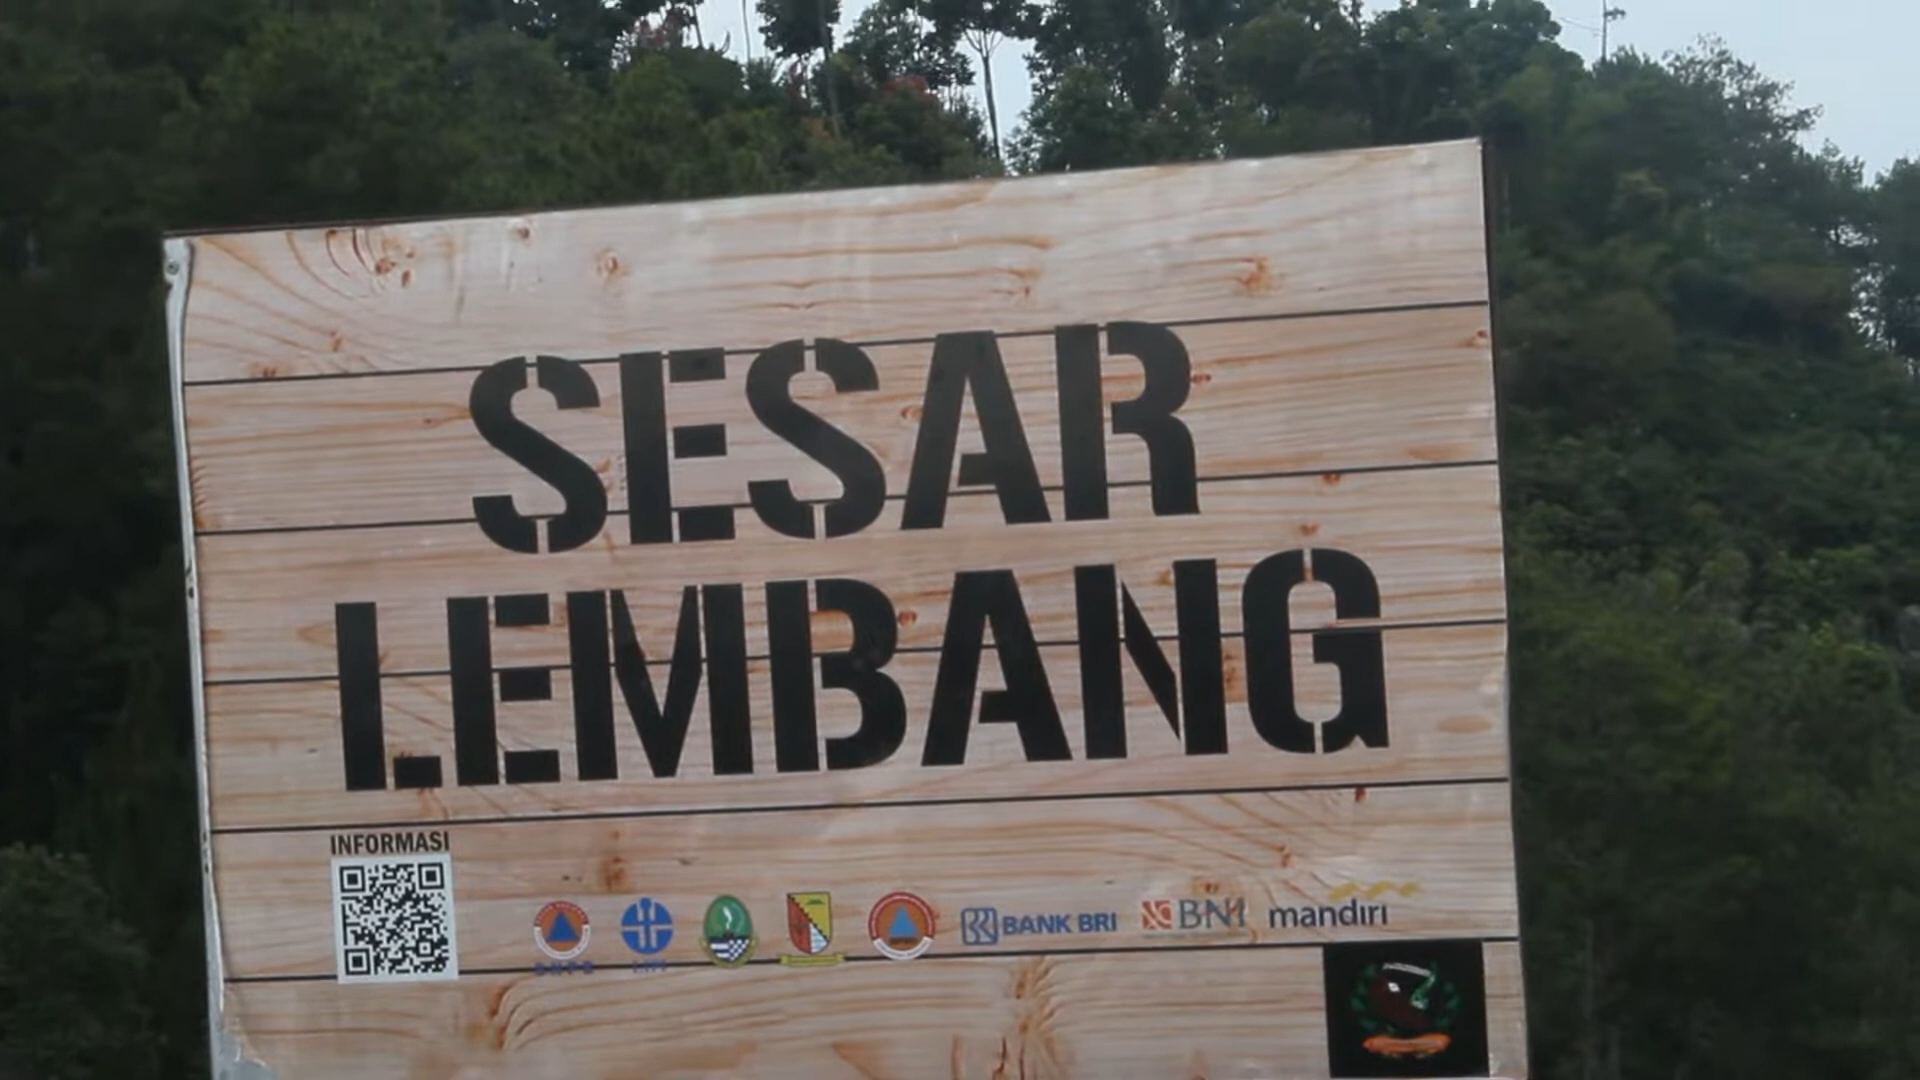 SESAR
LEMBANG
INFORMASI
BANK BRI
BNI
mandiri